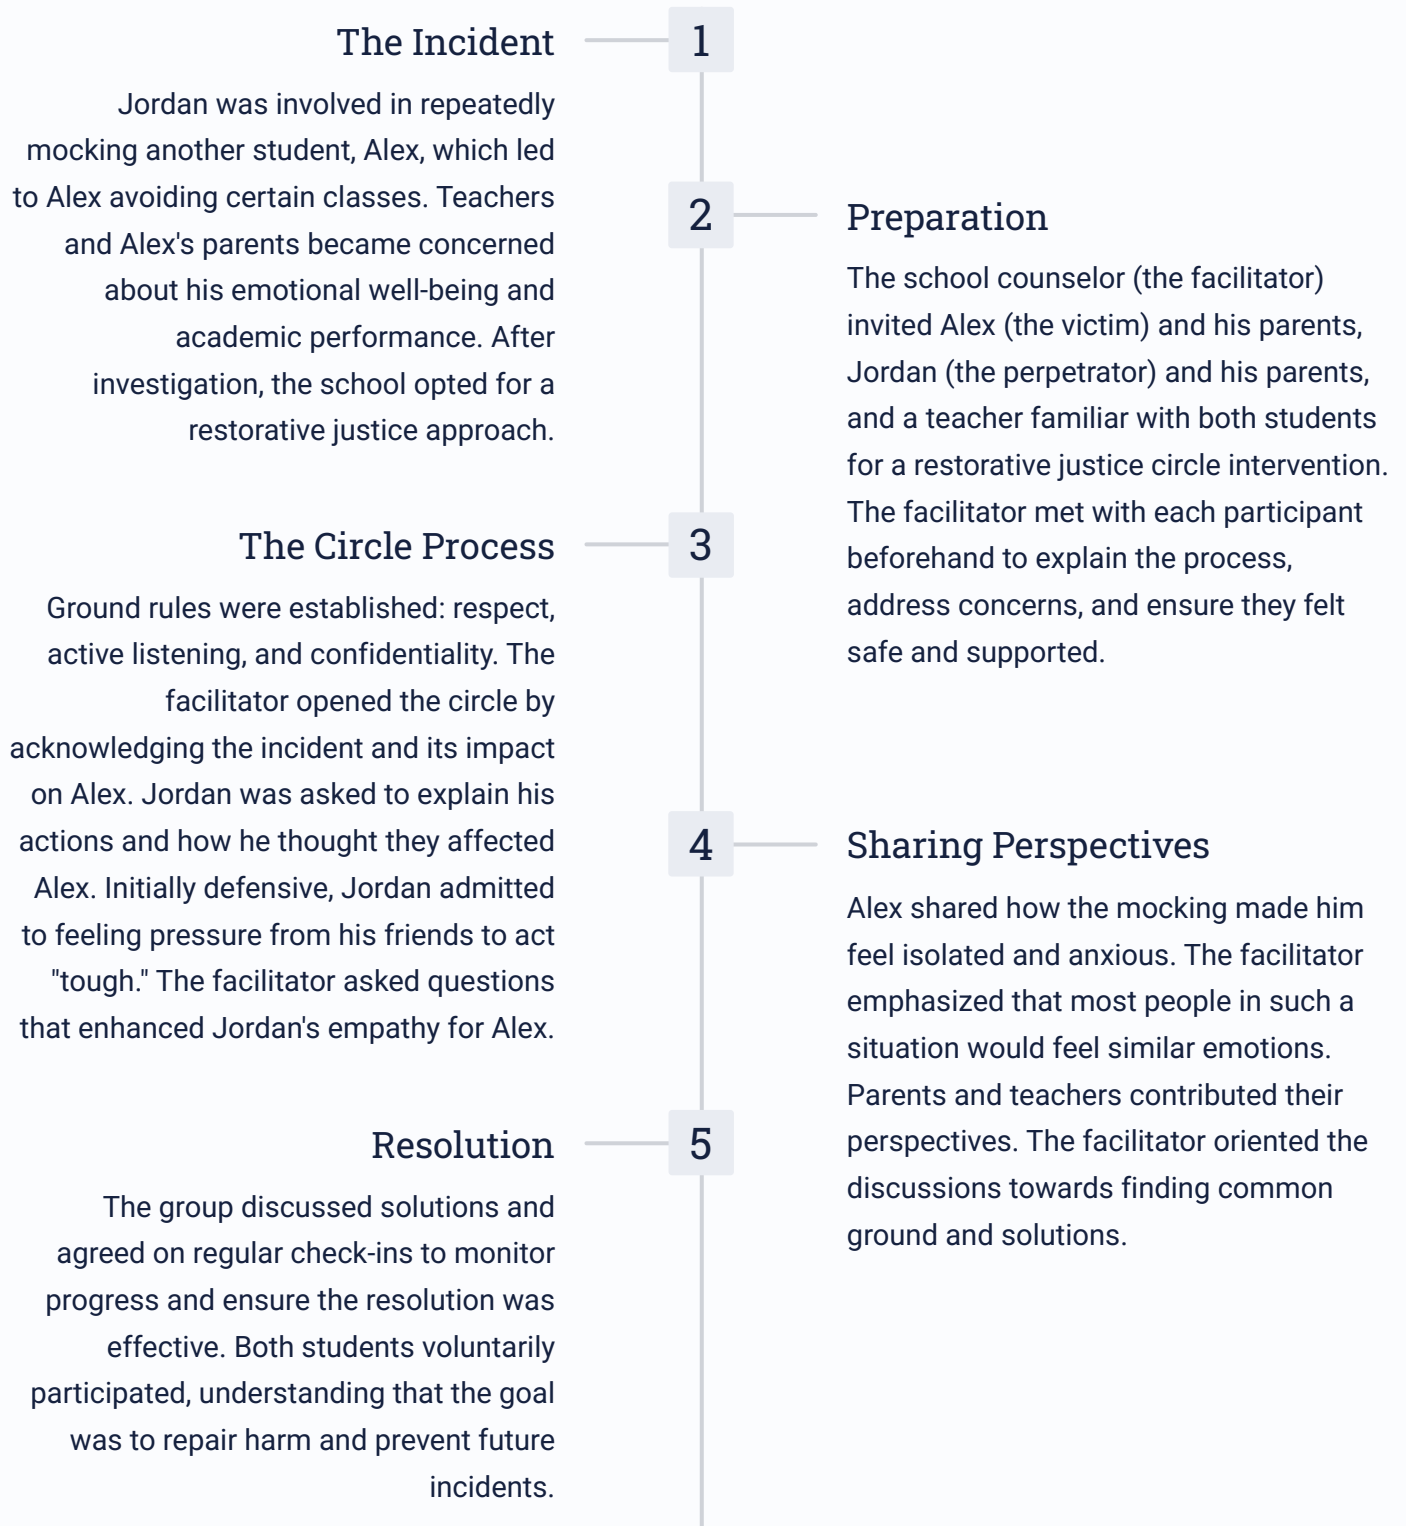 The Incident
1
Jordan was involved in repeatedly
mocking another student, Alex, which led
to Alex avoiding certain classes. Teachers
and Alex's parents became concerned
about his emotional well-being and
academic performance. After
investigation, the school opted for a
restorative justice approach.
2
Preparation
The school counselor (the facilitator)
invited Alex (the victim) and his parents,
Jordan (the perpetrator) and his parents,
and a teacher familiar with both students
for a restorative justice circle intervention.
The facilitator met with each participant
beforehand to explain the process,
address concerns, and ensure they felt
safe and supported.
The Circle Process
3
Ground rules were established: respect,
active listening, and confidentiality. The
facilitator opened the circle by
acknowledging the incident and its impact
on Alex. Jordan was asked to explain his
actions and how he thought they affected
Alex. Initially defensive, Jordan admitted
to feeling pressure from his friends to act
"tough." The facilitator asked questions
that enhanced Jordan's empathy for Alex.
4
Sharing Perspectives
Alex shared how the mocking made him
feel isolated and anxious. The facilitator
emphasized that most people in such a
situation would feel similar emotions.
Parents and teachers contributed their
perspectives. The facilitator oriented the
discussions towards finding common
ground and solutions.
Resolution
5
The group discussed solutions and
agreed on regular check-ins to monitor
progress and ensure the resolution was
effective. Both students voluntarily
participated, understanding that the goal
was to repair harm and prevent future
incidents.